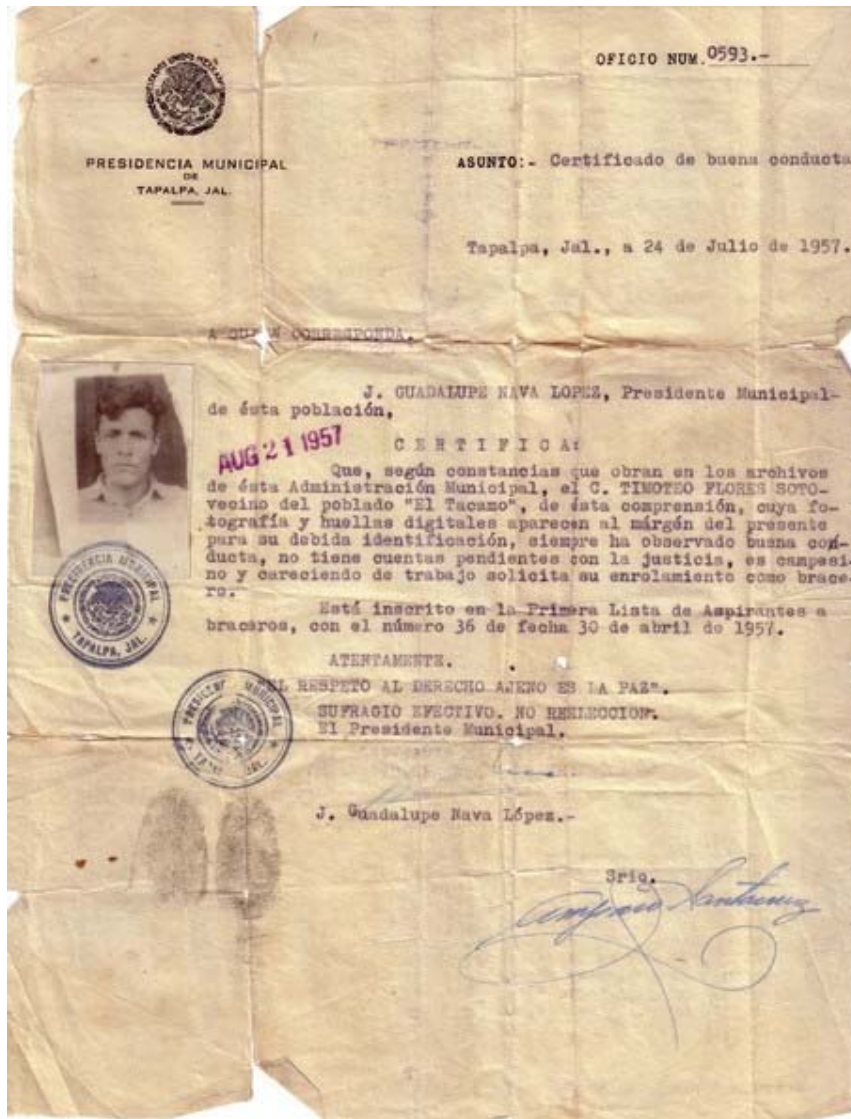 OFICIO NUM. 0593.-
PRESIDENCIA MUNICIPAL
DE
TAPALPA, JAL.
ASUNTO:- Certificado de buena conducta
Tapalpa, Jal., a 24 de Julio de 1957.
A QUIEN CORRESPONDA.
J. GUADALUPE NAVA LOPEZ, Presidente Municipal-
de ésta población,
AUG 21 1957
C E R T I F I C A:
Que, según constancias que obran en los archivos
de ésta Administración Municipal, el C. TIMOTEO FLORES SOTO-
vecino del poblado "El Tacamo", de ésta comprensión, cuya fo-
tografía y huellas digitales aparecen al márgén del presente
para su debida identificación, siempre ha observado buena con-
ducta, no tiene cuentas pendientes con la justicia, es campesi-
no y careciendo de trabajo solicita su enrolamiento como brace-
ro.-
Está inscrito en la Primera Lista de Aspirantes a
braceros, con el número 36 de fecha 30 de abril de 1957.
PRESIDENCIA MUNICIPAL
TAPALPA, JAL.
ATENTAMENTE.
"EL RESPETO AL DERECHO AJENO ES LA PAZ".
SUFRAGIO EFECTIVO. NO REELECCION".
El Presidente Municipal.
J. Guadalupe Nava López.-
Srio.